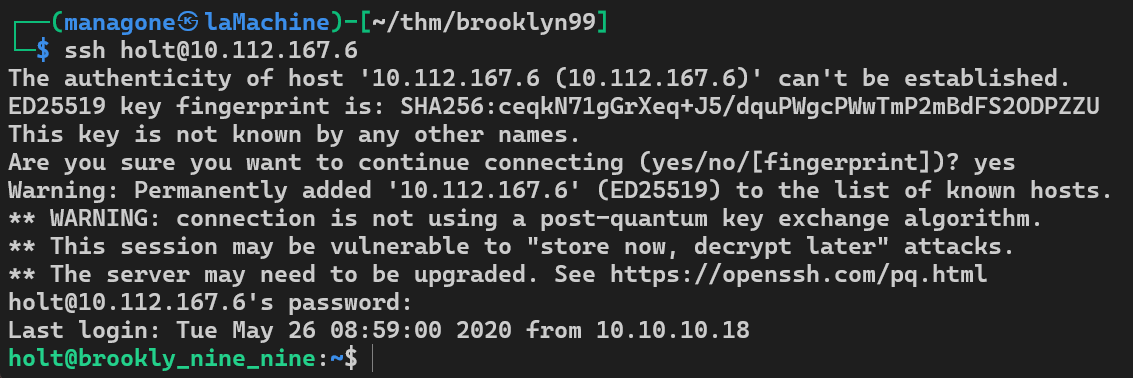 ┌──(managone㉿laMachine)-[~/thm/brooklyn99]
└─$ ssh holt@10.112.167.6
The authenticity of host '10.112.167.6 (10.112.167.6)' can't be established.
ED25519 key fingerprint is: SHA256:ceqkN71gGrXeq+J5/dquPWgcPWwTmP2mBdFS2ODPZZU
This key is not known by any other names.
Are you sure you want to continue connecting (yes/no/[fingerprint])? yes
Warning: Permanently added '10.112.167.6' (ED25519) to the list of known hosts.
** WARNING: connection is not using a post-quantum key exchange algorithm.
** This session may be vulnerable to "store now, decrypt later" attacks.
** The server may need to be upgraded. See https://openssh.com/pq.html
holt@10.112.167.6's password:
Last login: Tue May 26 08:59:00 2020 from 10.10.10.18
holt@brookly_nine_nine:~$